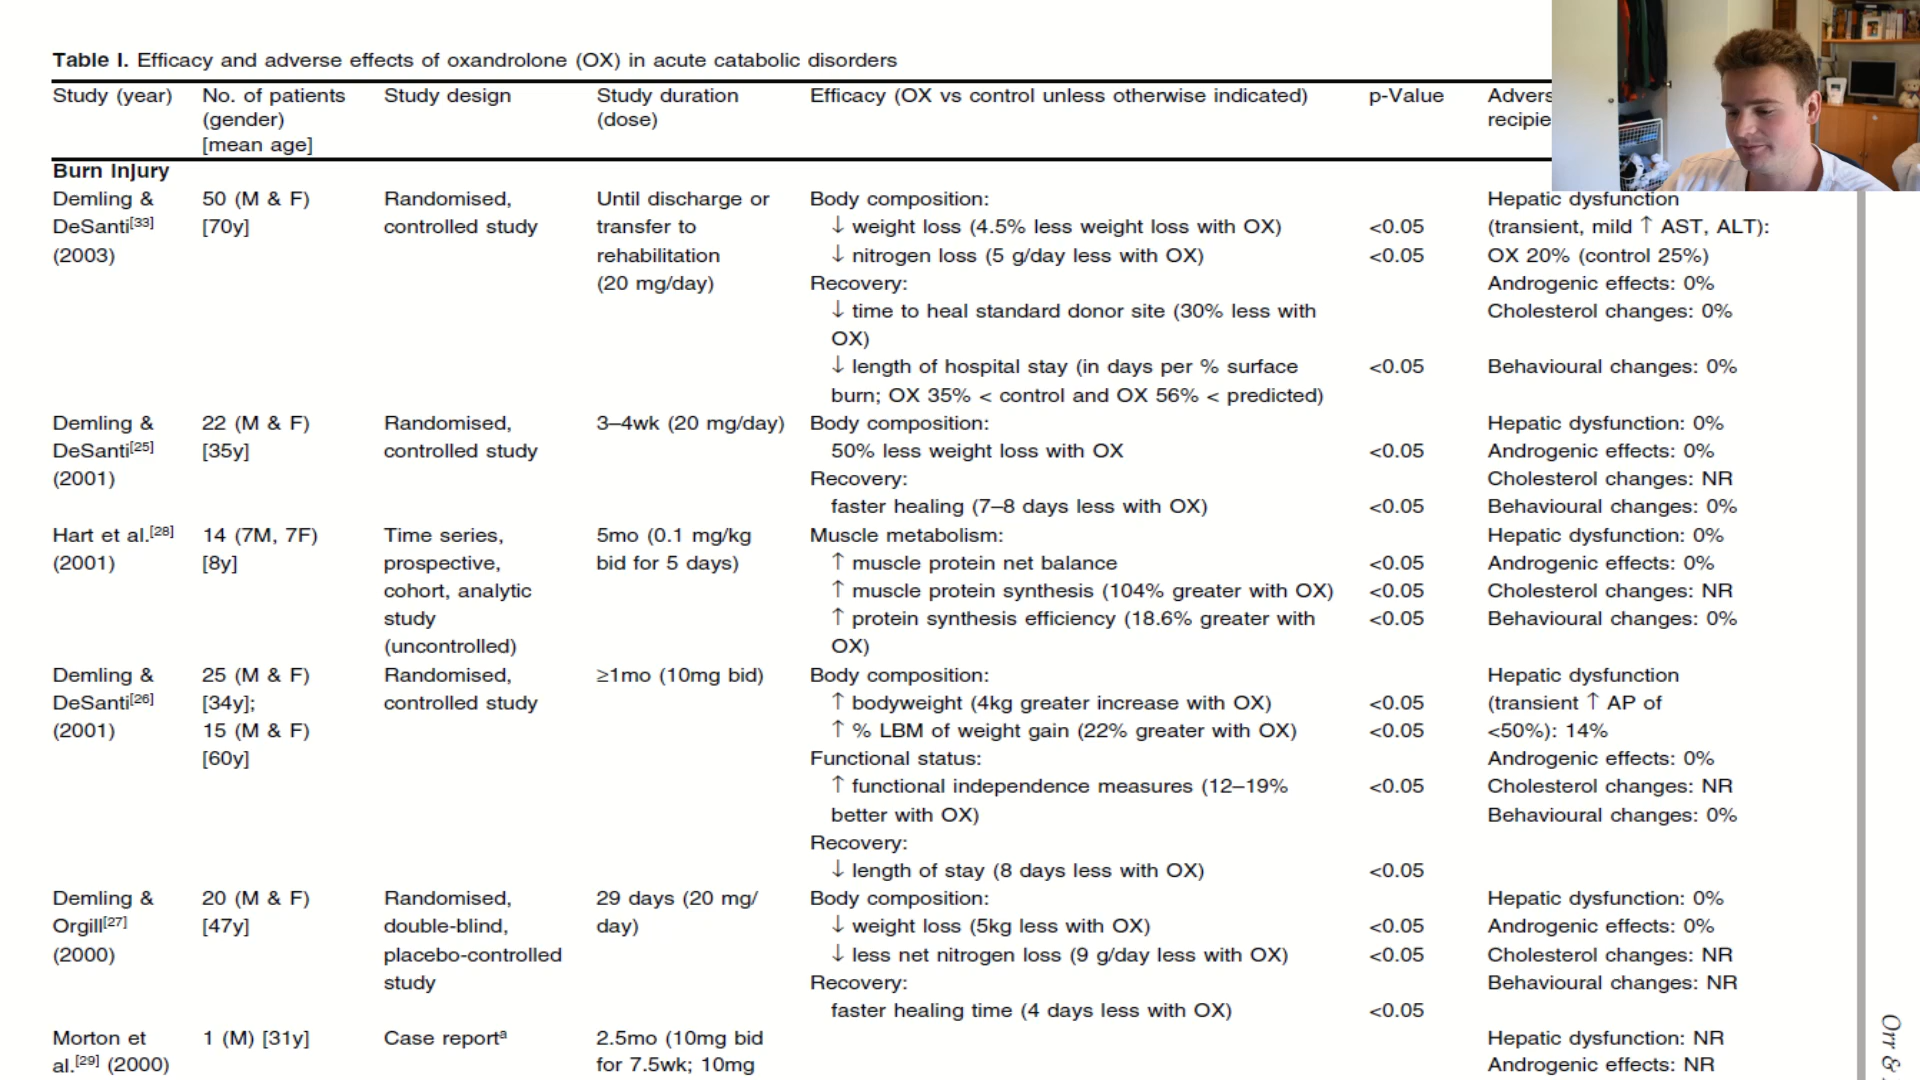 Table I. Efficacy and adverse effects of oxandrolone (OX) in acute catabolic disorders
Study (year) No. of patients Study design Study duration Efficacy (OX vs control unless otherwise indicated) p-Value
(gender) (dose)
[mean age]
Burn Injury
Demling & 50 (M & F) Randomised, Until discharge or Body composition: Hepatic dysfunction
DeSanti[33] [70y] controlled study transfer to ↓ weight loss (4.5% less weight loss with OX) <0.05 (transient, mild ↑ AST, ALT):
(2003) rehabilitation ↓ nitrogen loss (5 g/day less with OX) <0.05 OX 20% (control 25%)
(20 mg/day) Recovery: Androgenic effects: 0%
↓ time to heal standard donor site (30% less with Cholesterol changes: 0%
OX)
↓ length of hospital stay (in days per % surface <0.05 Behavioural changes: 0%
burn; OX 35% < control and OX 56% < predicted)
Demling & 22 (M & F) Randomised, 3–4wk (20 mg/day) Body composition: Hepatic dysfunction: 0%
DeSanti[25] [35y] controlled study 50% less weight loss with OX <0.05 Androgenic effects: 0%
(2001) Recovery: Cholesterol changes: NR
faster healing (7–8 days less with OX) <0.05 Behavioural changes: 0%
Hart et al.[28] 14 (7M, 7F) Time series, 5mo (0.1 mg/kg Muscle metabolism: Hepatic dysfunction: 0%
(2001) [8y] prospective, bid for 5 days) ↑ muscle protein net balance <0.05 Androgenic effects: 0%
cohort, analytic ↑ muscle protein synthesis (104% greater with OX) <0.05 Cholesterol changes: NR
study ↑ protein synthesis efficiency (18.6% greater with <0.05 Behavioural changes: 0%
(uncontrolled) OX)
Demling & 25 (M & F) Randomised, ≥1mo (10mg bid) Body composition: Hepatic dysfunction
DeSanti[26] [34y]; controlled study ↑ bodyweight (4kg greater increase with OX) <0.05 (transient ↑ AP of
(2001) 15 (M & F) ↑ % LBM of weight gain (22% greater with OX) <0.05 <50%): 14%
[60y] Functional status: Androgenic effects: 0%
↑ functional independence measures (12–19% <0.05 Cholesterol changes: NR
better with OX) Behavioural changes: 0%
Recovery:
↓ length of stay (8 days less with OX) <0.05
Demling & 20 (M & F) Randomised, 29 days (20 mg/ Body composition: Hepatic dysfunction: 0%
Orgill[27] [47y] double-blind, day) ↓ weight loss (5kg less with OX) <0.05 Androgenic effects: 0%
(2000) placebo-controlled ↓ less net nitrogen loss (9 g/day less with OX) <0.05 Cholesterol changes: NR
study Recovery: Behavioural changes: NR
faster healing time (4 days less with OX) <0.05
Morton et 1 (M) [31y] Case reporta 2.5mo (10mg bid Hepatic dysfunction: NR
al.[29] (2000) for 7.5wk; 10mg Androgenic effects: NR
Orr &